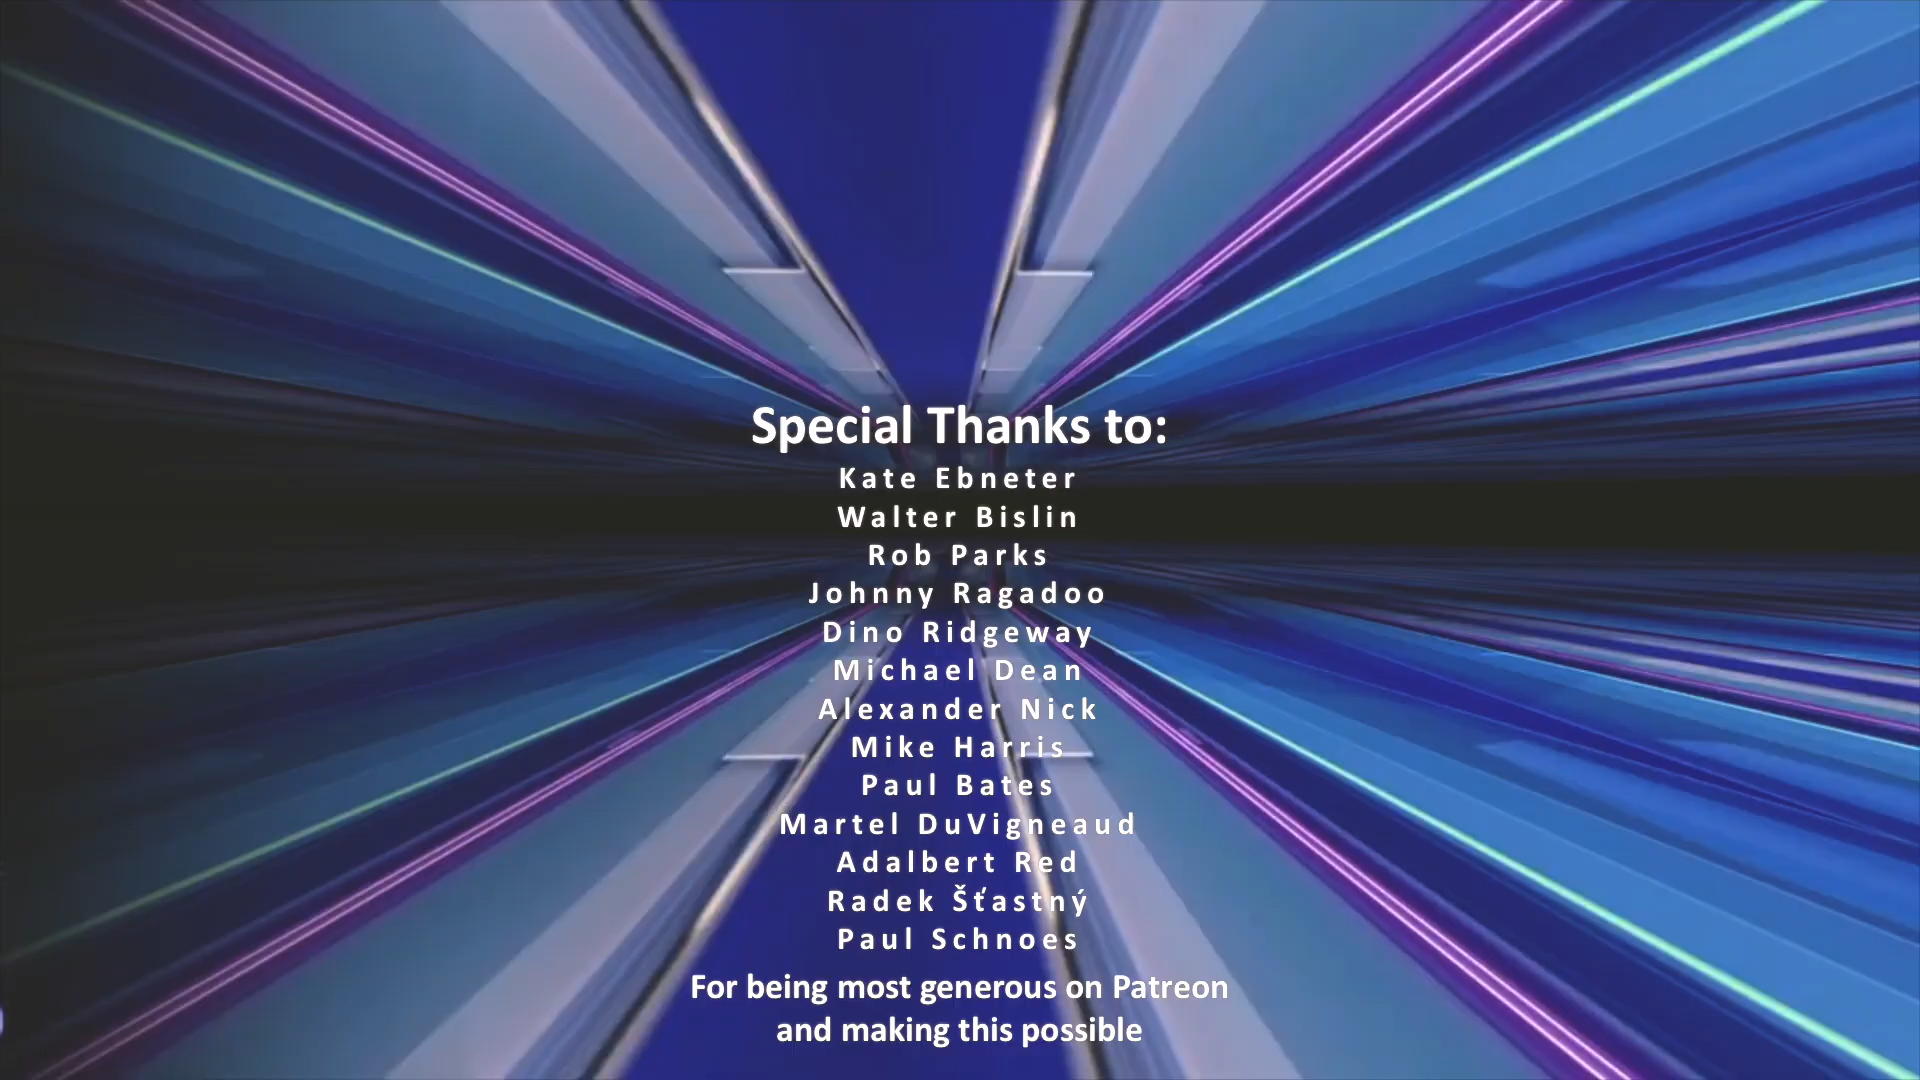 Special Thanks to:
Kate Ebneter
Walter Bislin
Rob Parks
Johnny Ragadoo
Dino Ridgeway
Michael Dean
Alexander Nick
Mike Harris
Paul Bates
Martel DuVigneaud
Adalbert Red
Radek Šťastný
Paul Schnoes
For being most generous on Patreon
and making this possible